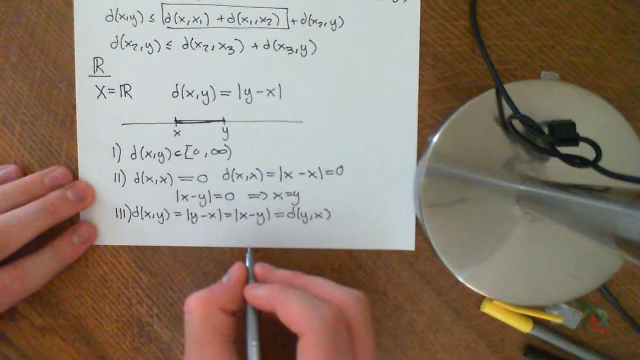 d(x,y) ≤ d(x,x₁) + d(x₁,x₂) + d(x₂,y)
d(x₂,y) ≤ d(x₂,x₃) + d(x₃,y)
ℝ
X = ℝ d(x,y) = |y-x|
x y
I) d(x,y) ∈ [0,∞)
II) d(x,x) = 0 d(x,x) = |x-x| = 0
|x-y| = 0 ⇒ x=y
III) d(x,y) = |y-x| = |x-y| = d(y,x)